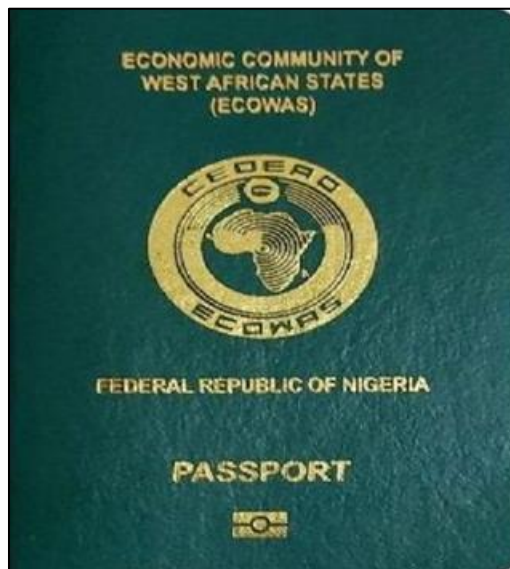 ECONOMIC COMMUNITY OF
WEST AFRICAN STATES
(ECOWAS)
CEDEAO
ECOWAS
FEDERAL REPUBLIC OF NIGERIA
PASSPORT